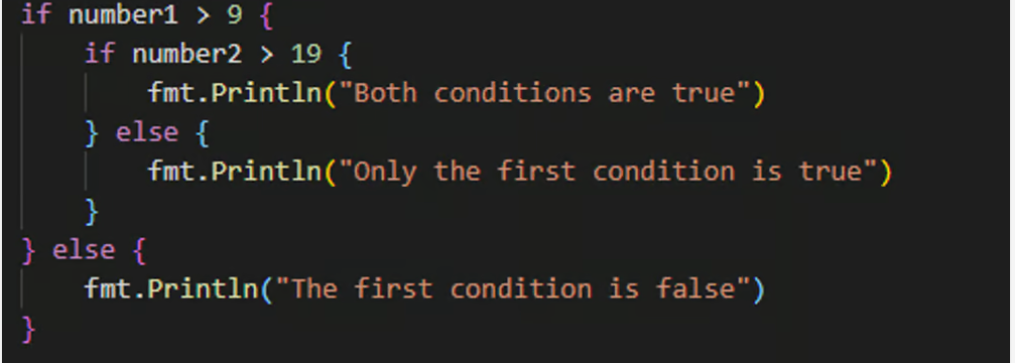 if number1 > 9 {
    if number2 > 19 {
        fmt.Println("Both conditions are true")
    } else {
        fmt.Println("Only the first condition is true")
    }
} else {
    fmt.Println("The first condition is false")
}